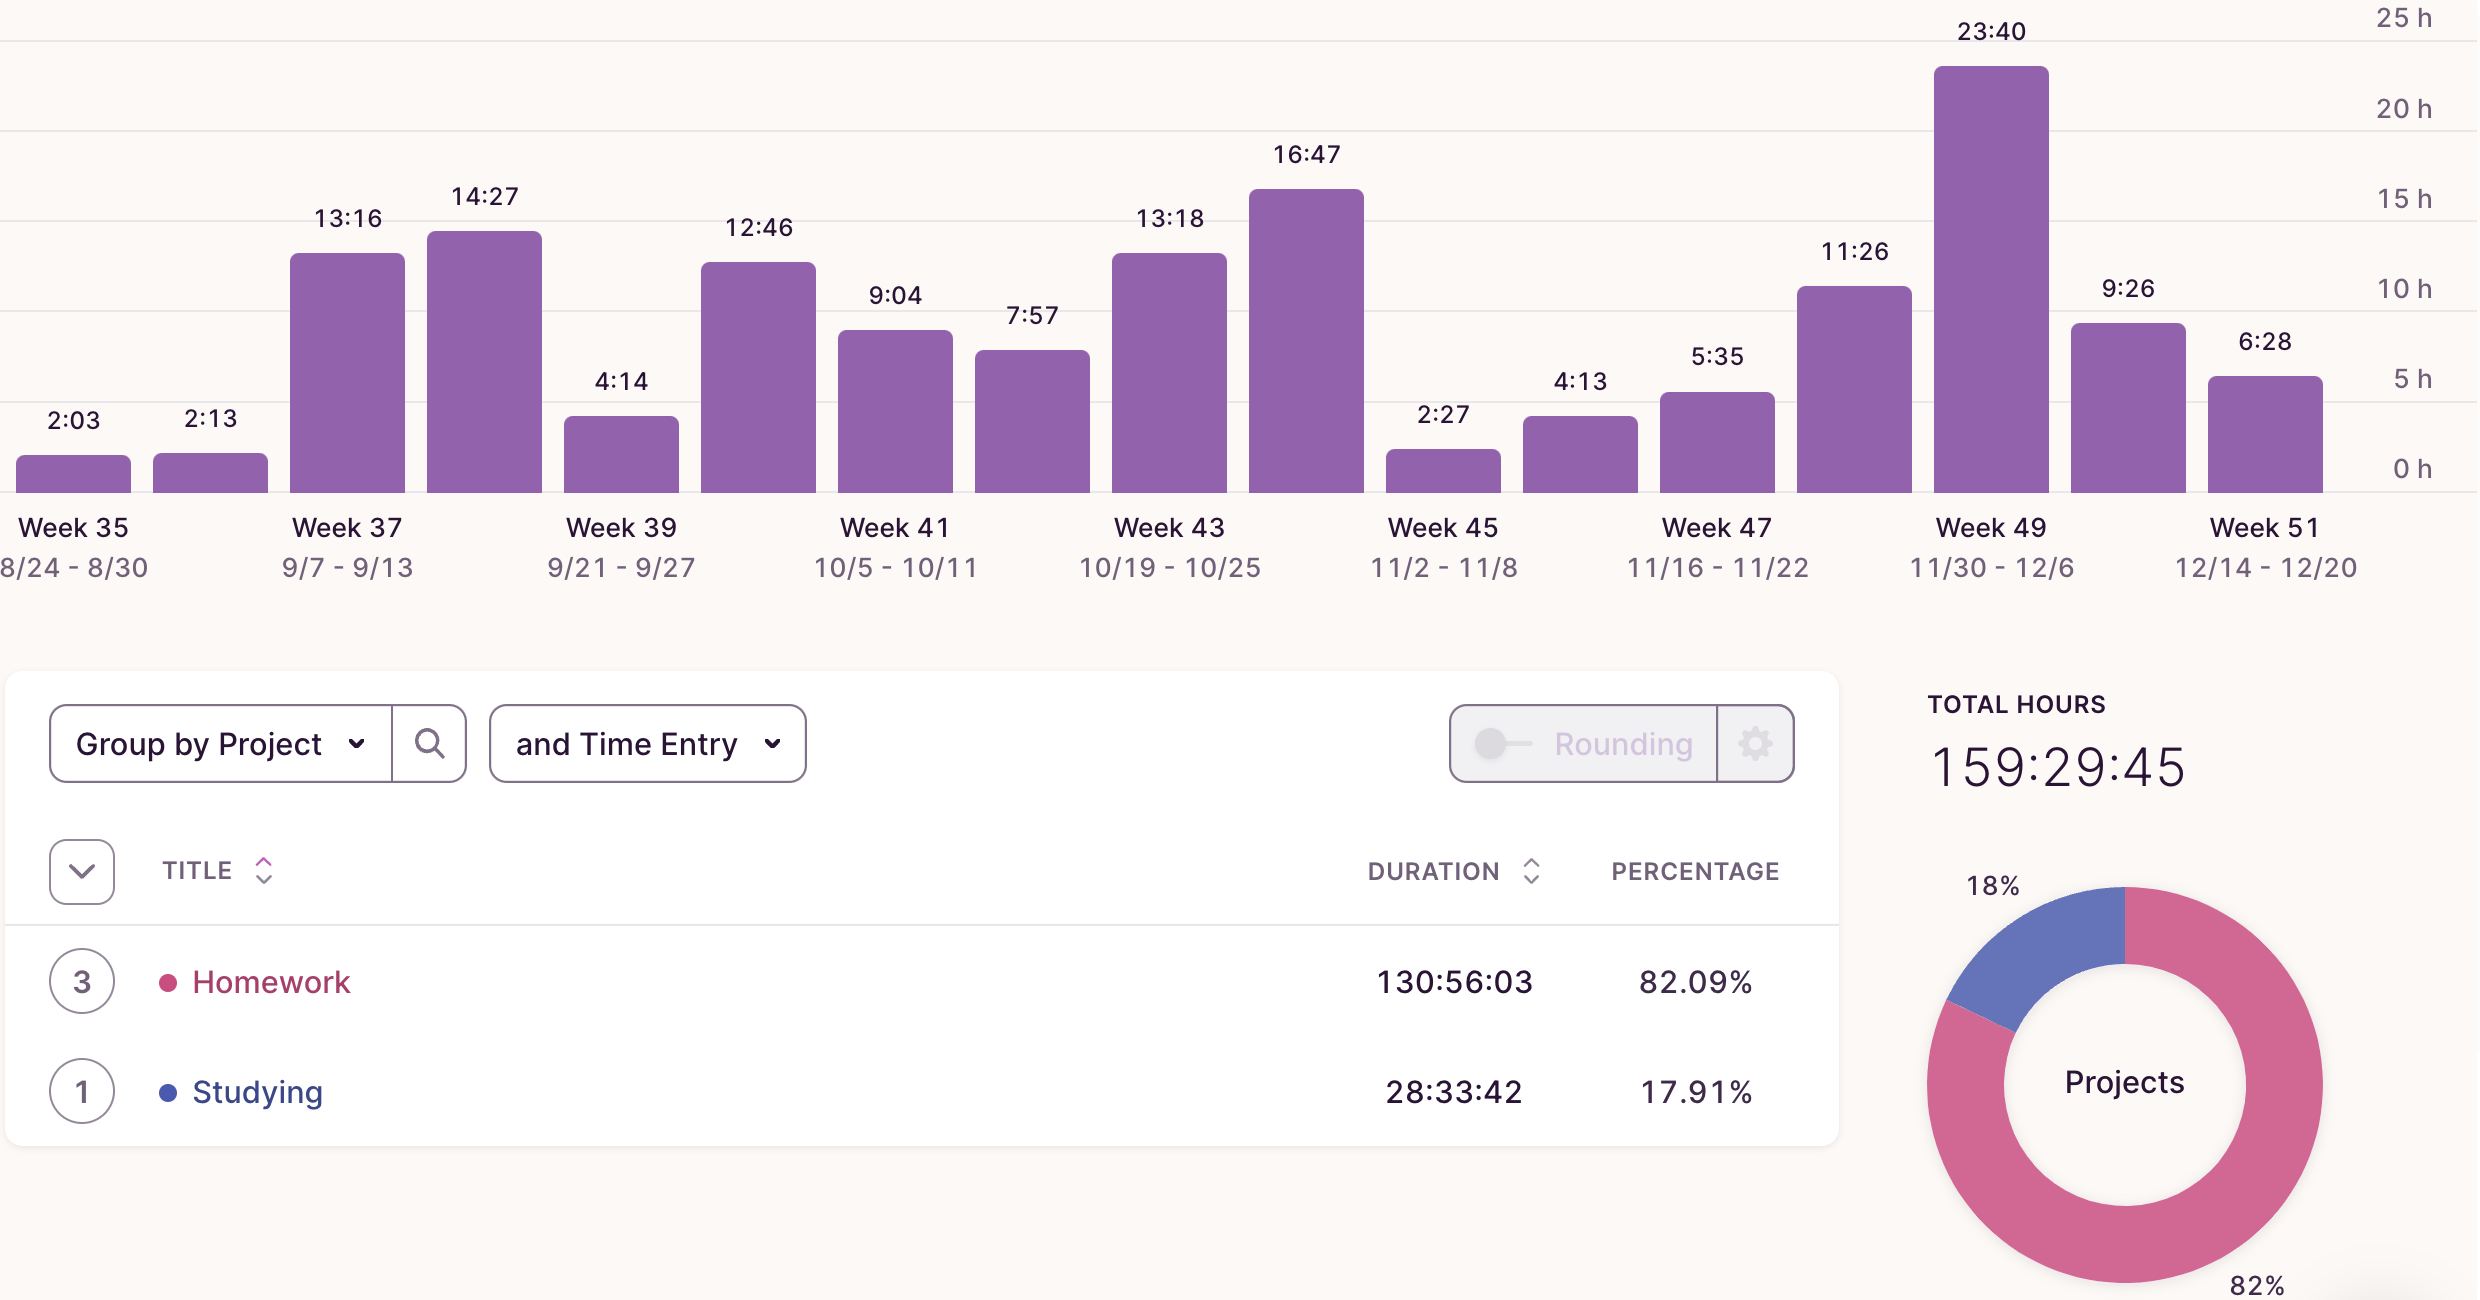 25 h
20 h
15 h
10 h
5 h
0 h
2:03
2:13
13:16
14:27
4:14
12:46
9:04
7:57
13:18
16:47
2:27
4:13
5:35
11:26
23:40
9:26
6:28
Week 35
8/24 - 8/30
Week 37
9/7 - 9/13
Week 39
9/21 - 9/27
Week 41
10/5 - 10/11
Week 43
10/19 - 10/25
Week 45
11/2 - 11/8
Week 47
11/16 - 11/22
Week 49
11/30 - 12/6
Week 51
12/14 - 12/20
Group by Project
and Time Entry
Rounding
TITLE
DURATION
PERCENTAGE
3 Homework 130:56:03 82.09%
1 Studying 28:33:42 17.91%
TOTAL HOURS
159:29:45
18%
Projects
82%